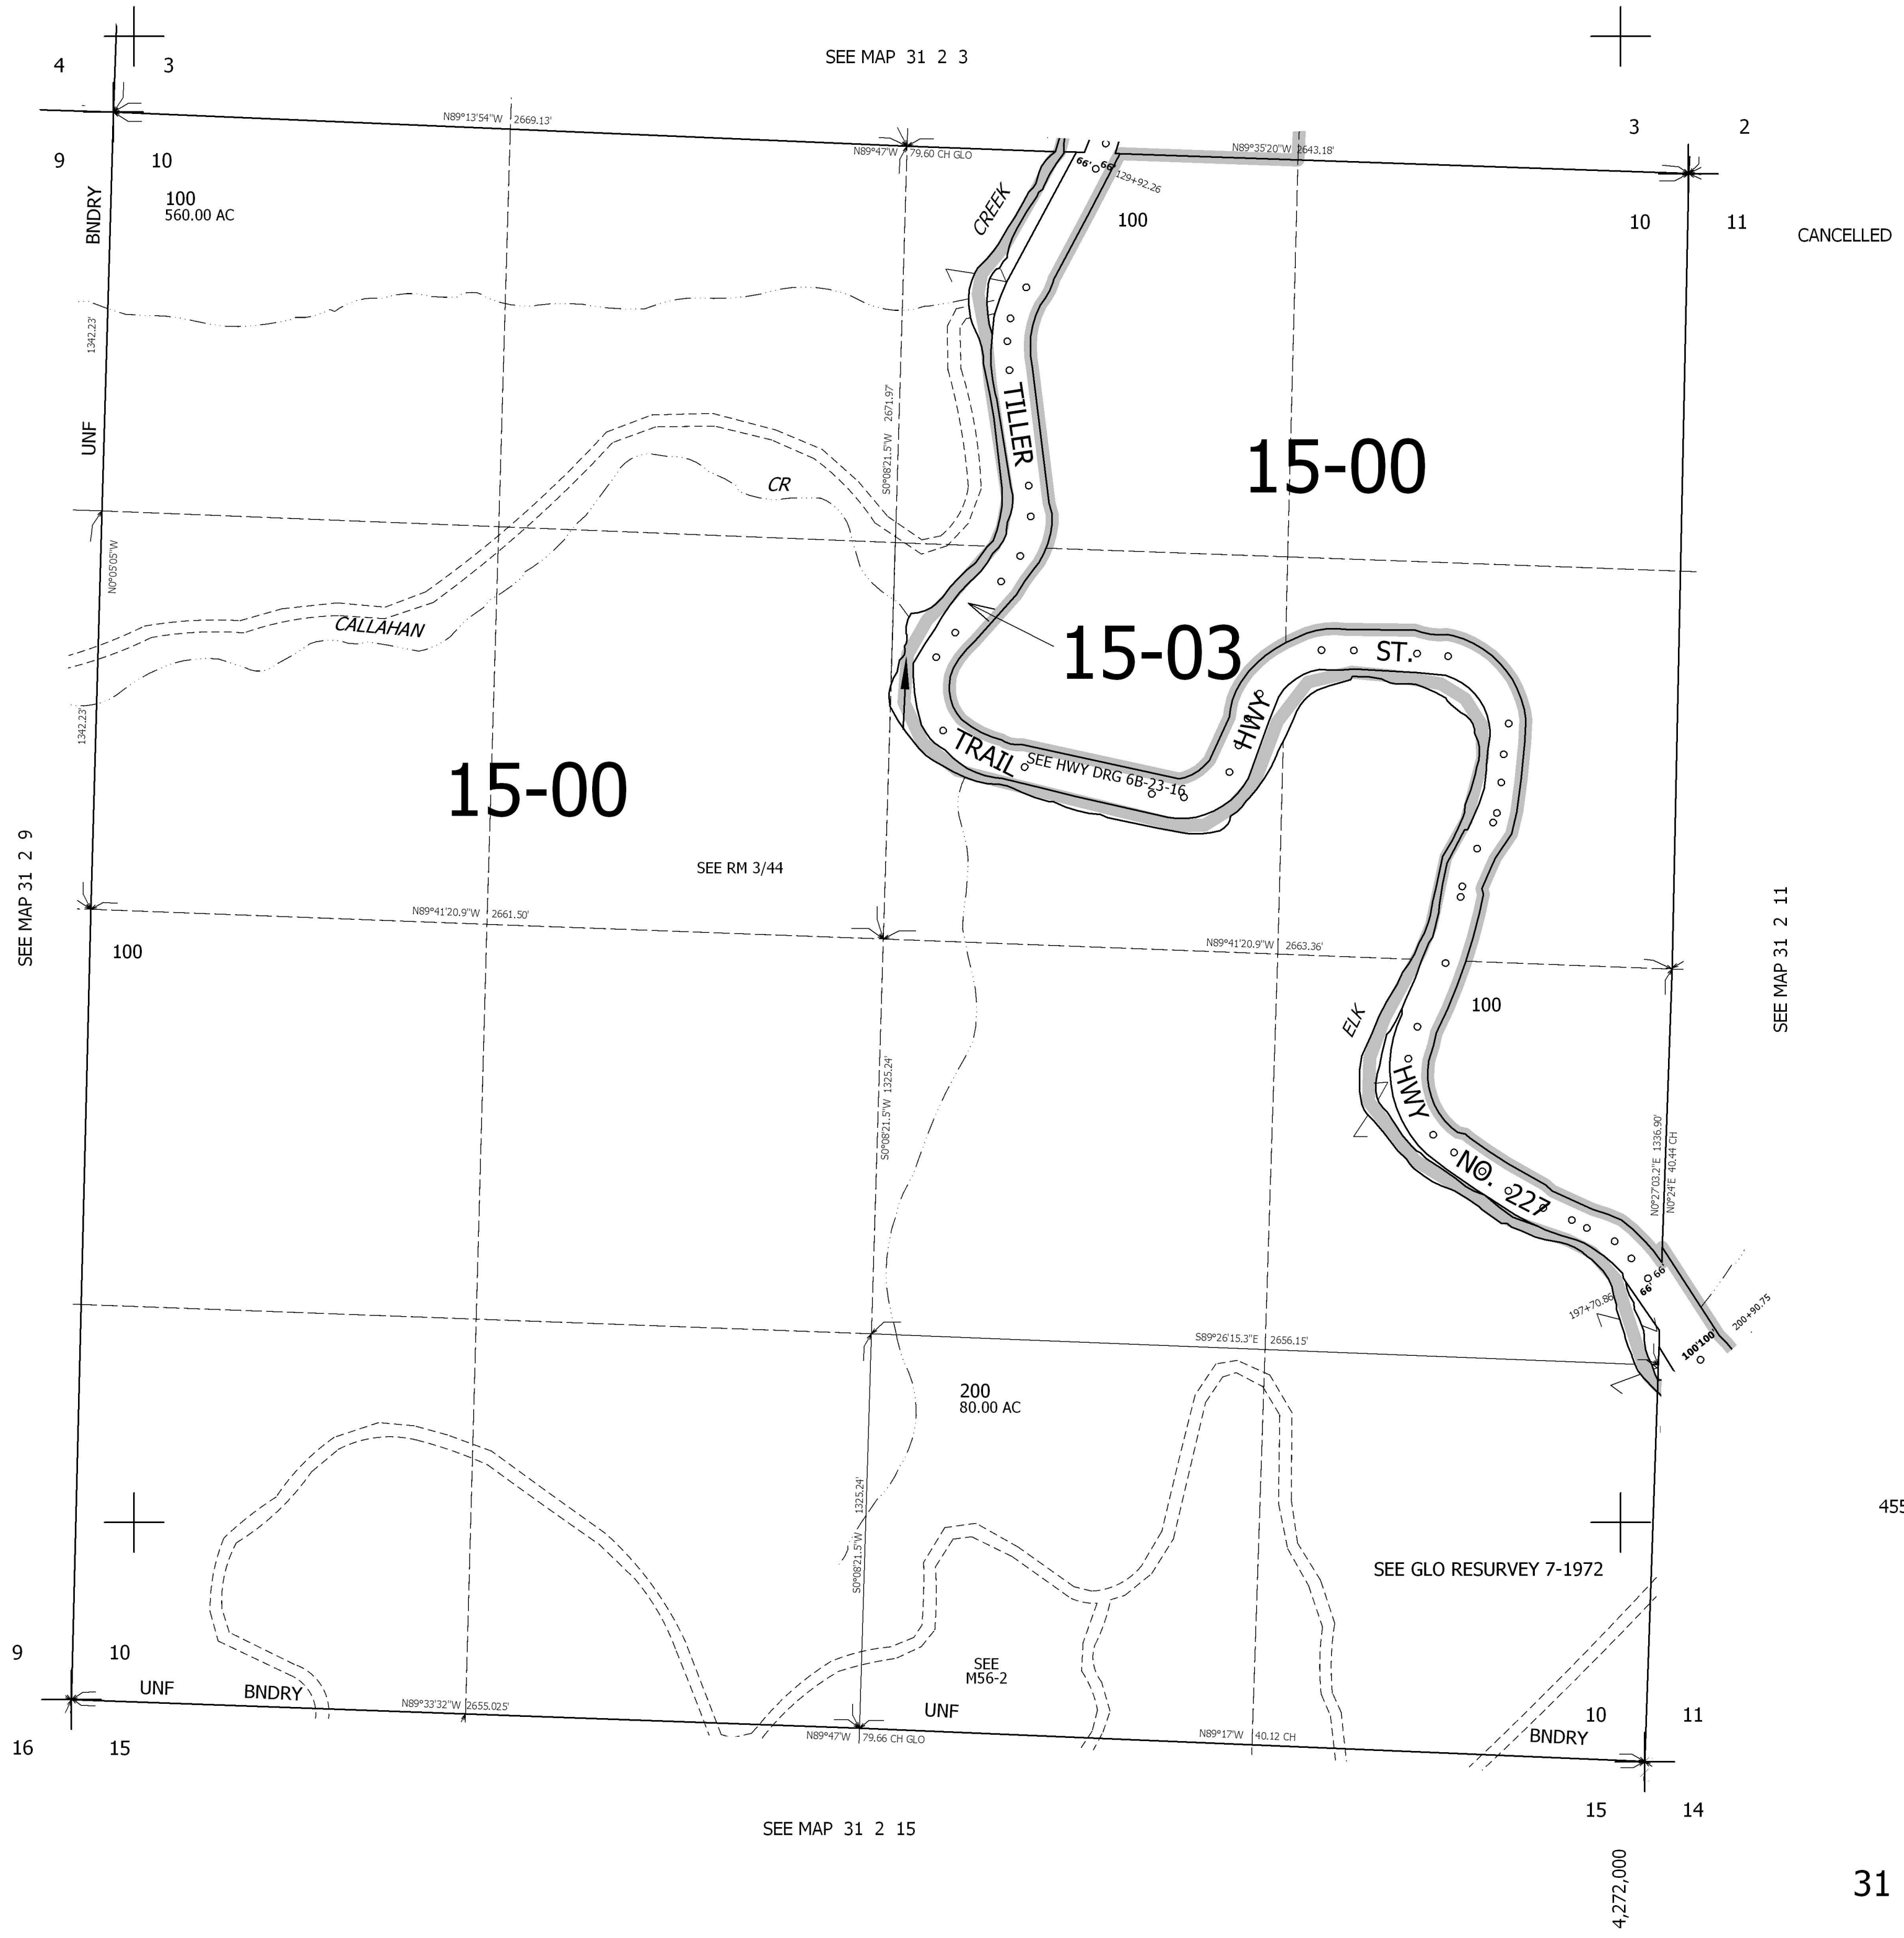 SEE MAP 31 2 3
4
3
3
2
N89°13'54"W 2669.13'
N89°47'W 79.60 CH GLO
N89°35'20"W 2643.18'
9
10
100
560.00 AC
BNDRY
UNF
CREEK
66' 66'
129+92.26
100
10
11
CANCELLED
1342.23'
S0°08'21.5"W 2671.97'
TILLER
15-00
CR
N0°05'05"W
CALLAHAN
15-03
ST.
HWY
1342.23'
TRAIL
SEE HWY DRG 6B-23-16
15-00
SEE RM 3/44
SEE MAP 31 2 9
N89°41'20.9"W 2661.50'
N89°41'20.9"W 2663.36'
SEE MAP 31 2 11
100
100
ELK
HWY
NO. 227
S0°08'21.5"W 1325.24'
N0°27'03.2"E 1336.90'
N0°24'E 40.44 CH
66' 66'
197+70.86
200+90.75
100' 100'
S89°26'15.3"E 2656.15'
200
80.00 AC
S0°08'21.5"W 1325.24'
455
SEE GLO RESURVEY 7-1972
SEE
M56-2
9
10
UNF BNDRY
N89°33'32"W 2655.025'
UNF
N89°47'W 79.66 CH GLO
N89°17'W 40.12 CH
BNDRY
10
11
16
15
15
14
SEE MAP 31 2 15
4,272,000
31